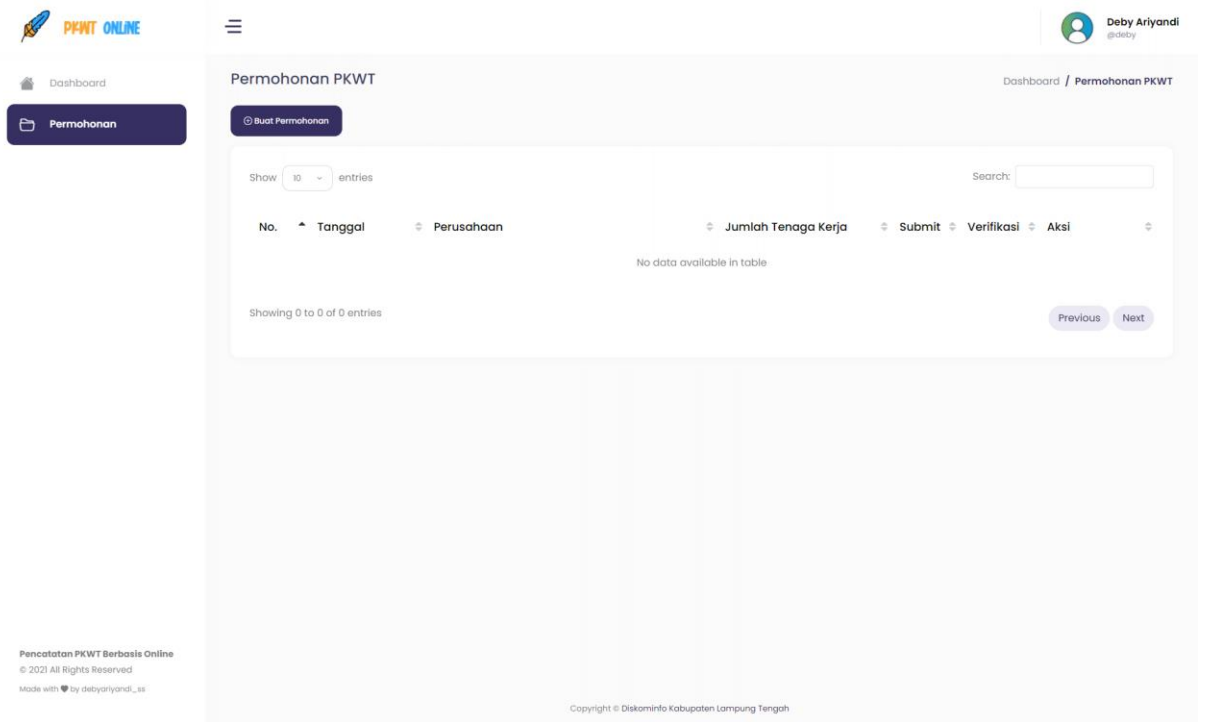 PKWT ONLINE
Deby Ariyandi
@deby
Dashboard
Permohonan
Permohonan PKWT
Dashboard / Permohonan PKWT
Buat Permohonan
Show 10 entries
Search:
No. Tanggal Perusahaan Jumlah Tenaga Kerja Submit Verifikasi Aksi
No data available in table
Showing 0 to 0 of 0 entries
Previous Next
Pencatatan PKWT Berbasis Online
© 2021 All Rights Reserved
Made with ♥ by debyariyandi_ss
Copyright © Diskominfo Kabupaten Lampung Tengah